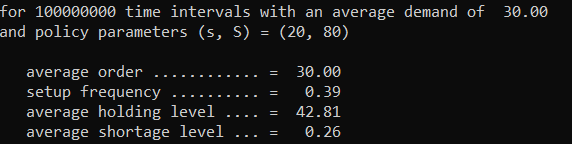 for 100000000 time intervals with an average demand of  30.00
and policy parameters (s, S) = (20, 80)
average order ............ =  30.00
setup frequency .......... =   0.39
average holding level .... =  42.81
average shortage level ... =   0.26